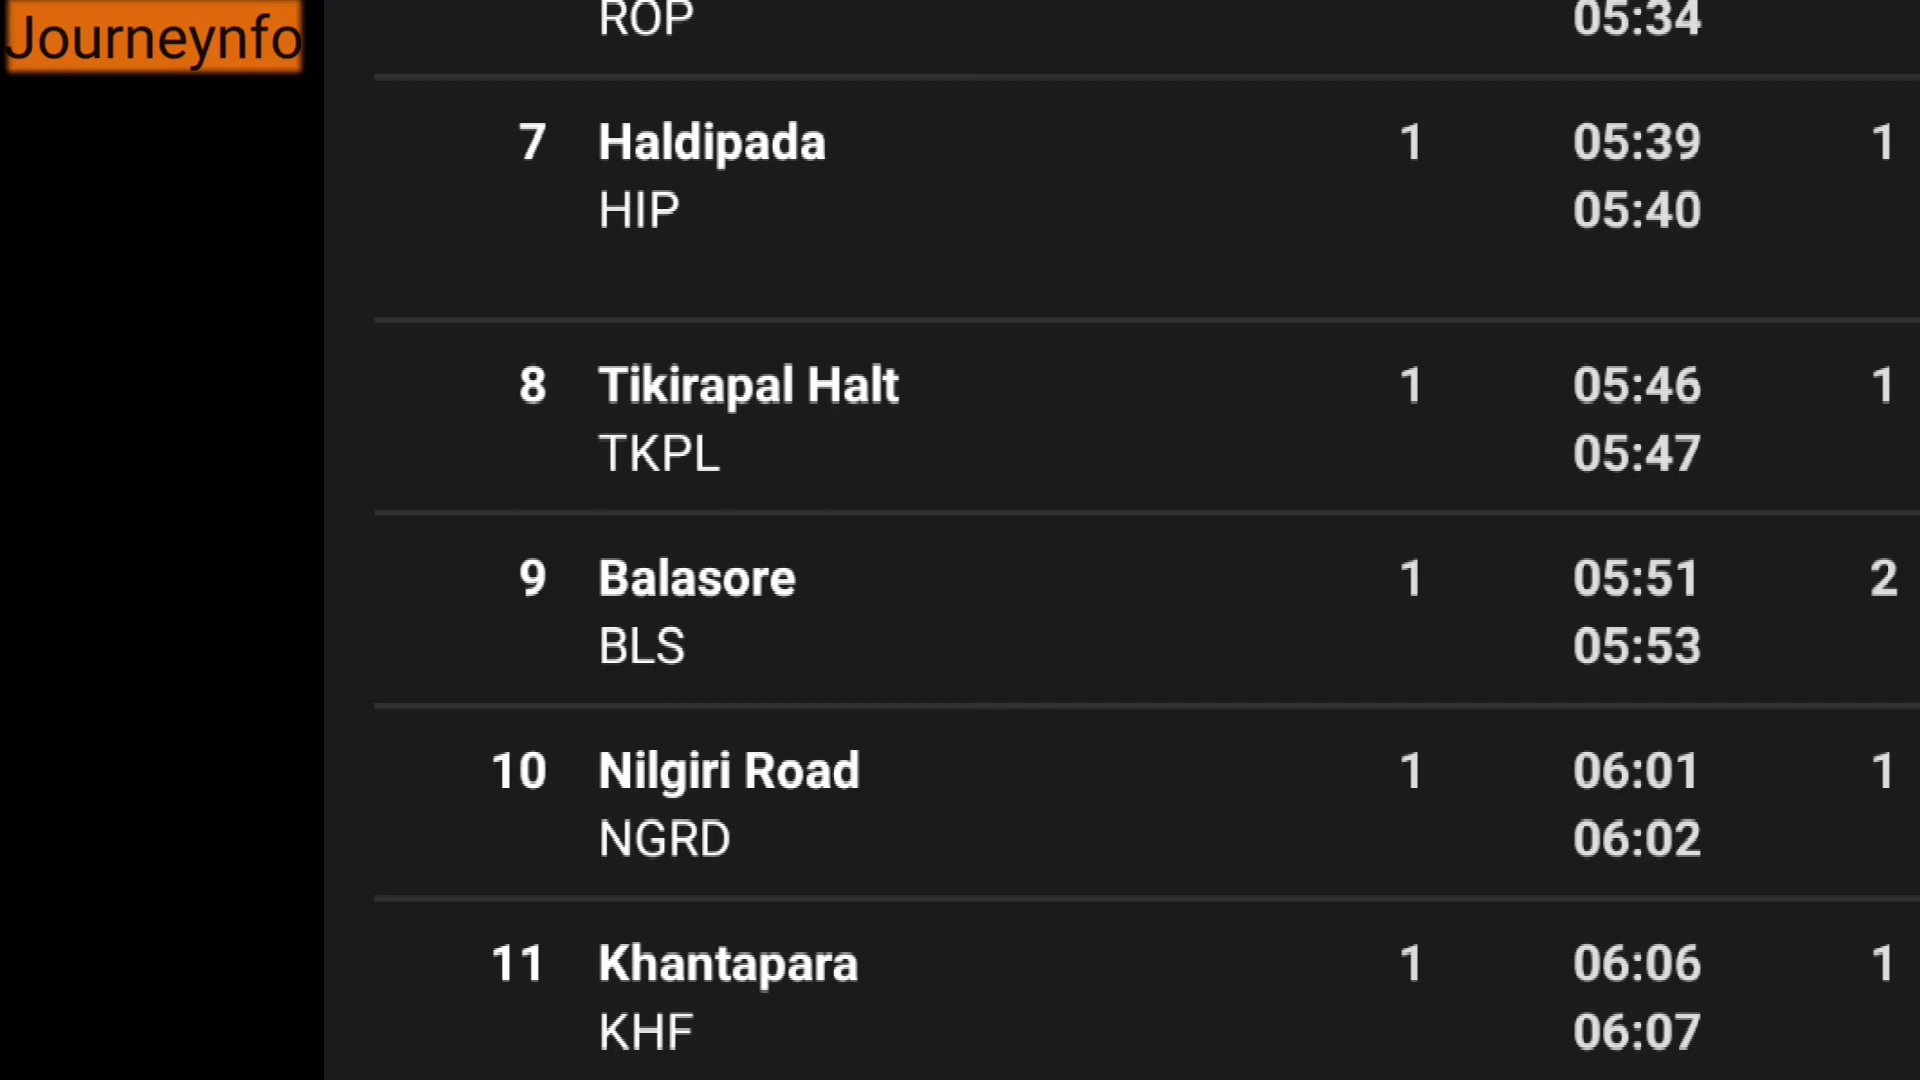 Journeynfo
ROP 05:34
7 Haldipada 1 05:39 1
HIP 05:40
8 Tikirapal Halt 1 05:46 1
TKPL 05:47
9 Balasore 1 05:51 2
BLS 05:53
10 Nilgiri Road 1 06:01 1
NGRD 06:02
11 Khantapara 1 06:06 1
KHF 06:07